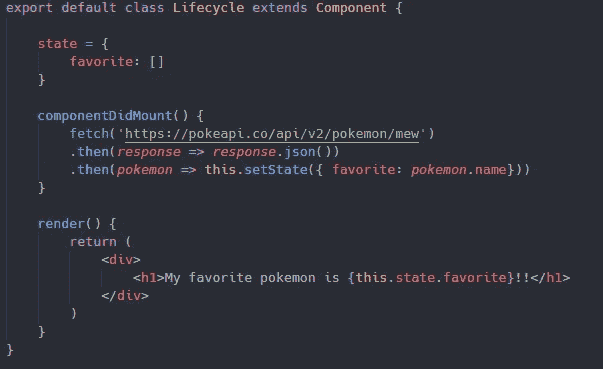 export default class Lifecycle extends Component {
state = {
favorite: []
}
componentDidMount() {
fetch('https://pokeapi.co/api/v2/pokemon/mew')
.then(response => response.json())
.then(pokemon => this.setState({ favorite: pokemon.name}))
}
render() {
return (
<div>
<h1>My favorite pokemon is {this.state.favorite}!!</h1>
</div>
)
}
}